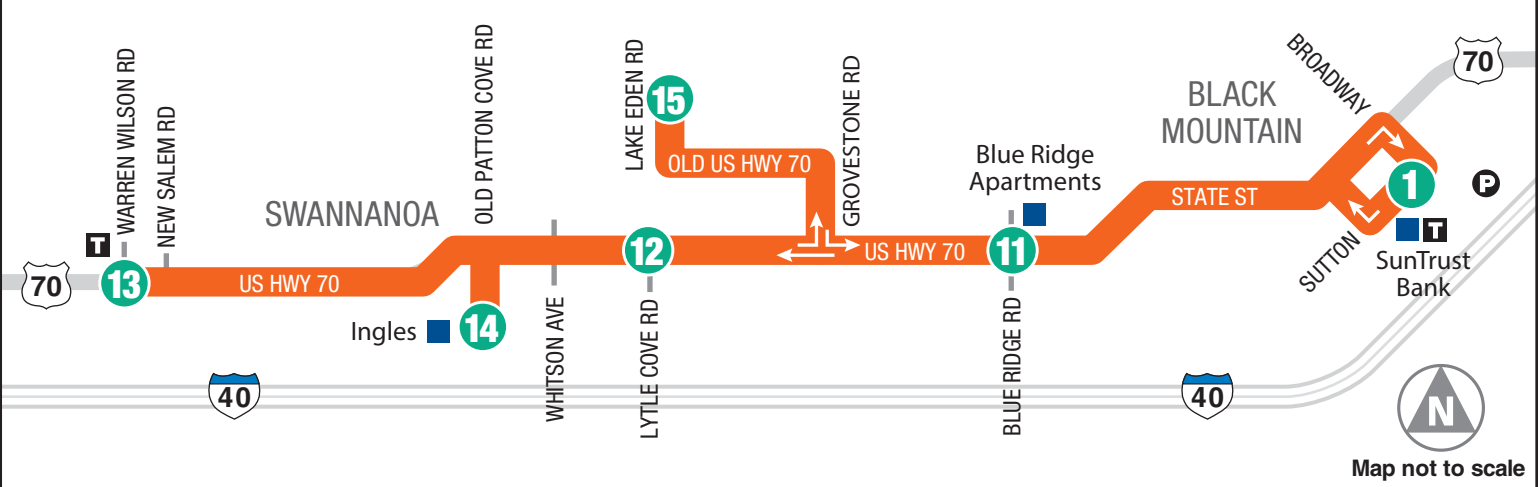 WARREN WILSON RD
NEW SALEM RD
OLD PATTON COVE RD
LAKE EDEN RD
GROVESTONE RD
BROADWAY
70
BLACK
MOUNTAIN
15
OLD US HWY 70
Blue Ridge
Apartments
STATE ST
1
P
SWANNANOA
T
12
US HWY 70
11
T
SUTTON
SunTrust
Bank
70
13
US HWY 70
Ingles
14
WHITSON AVE
LYTLE COVE RD
BLUE RIDGE RD
40
40
N
Map not to scale